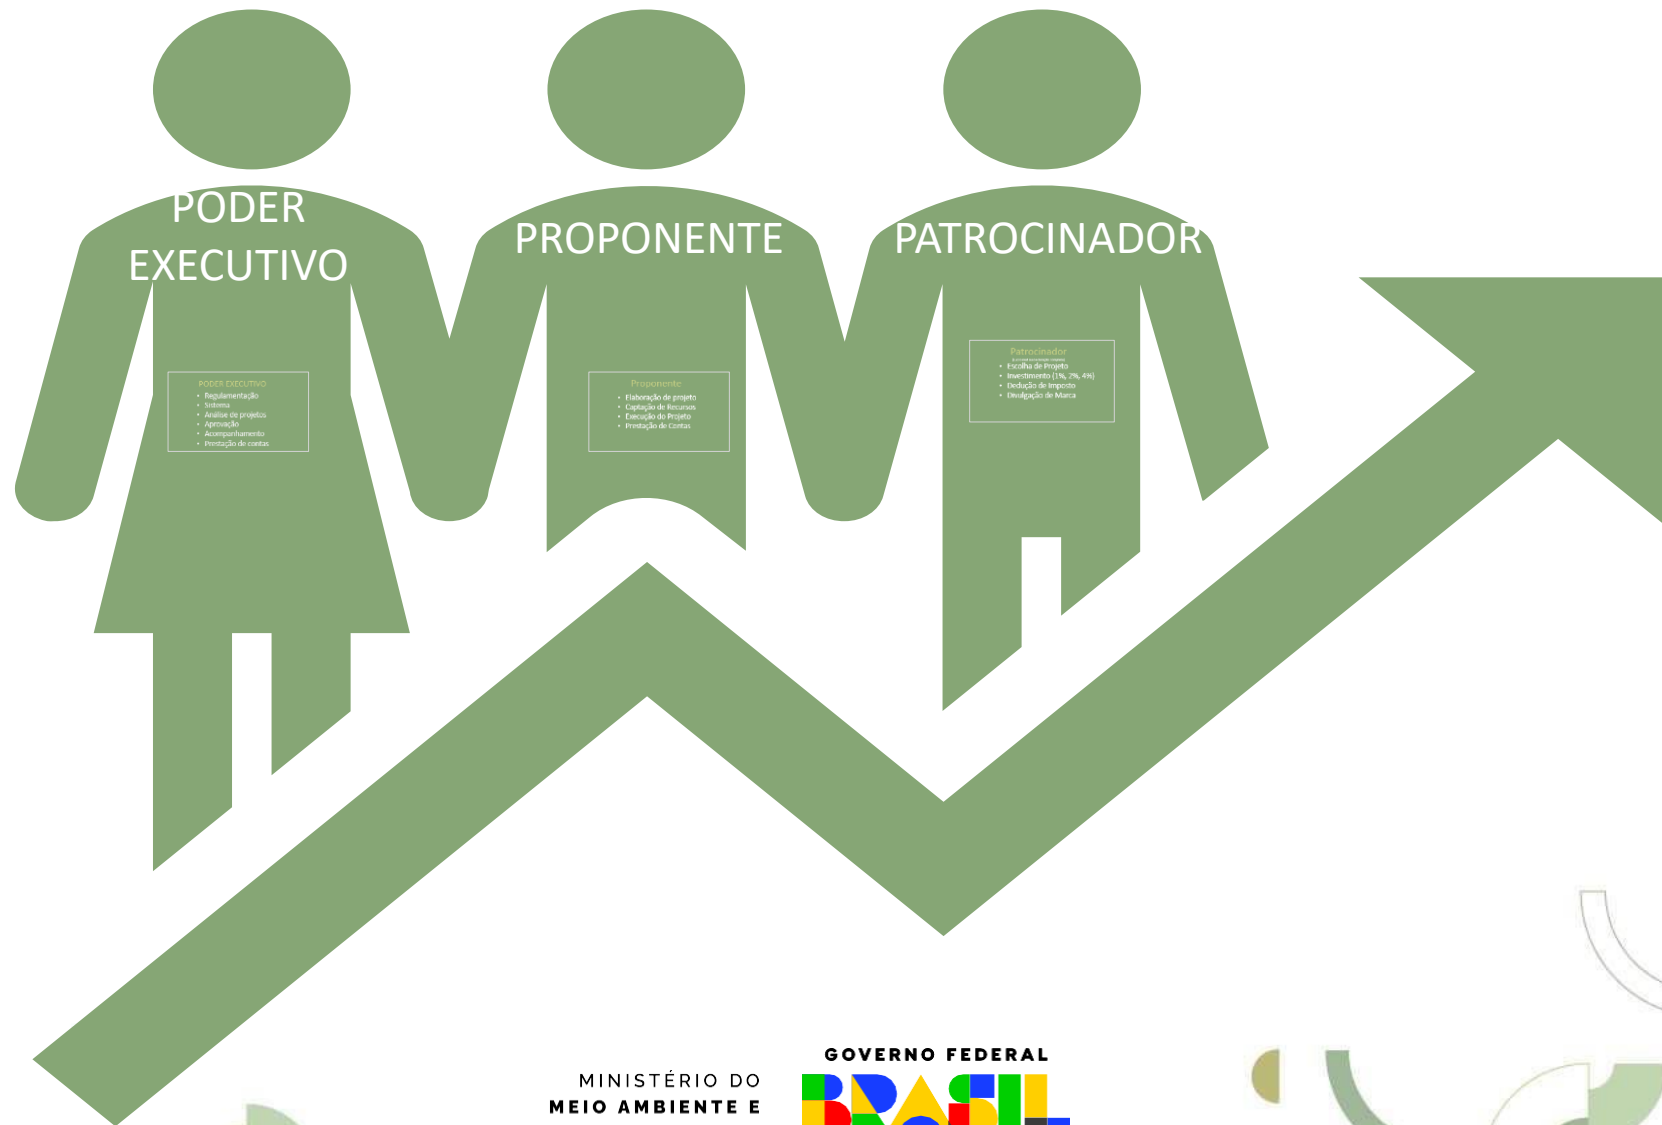 PODER
EXECUTIVO
PROPONENTE
PATROCINADOR
PODER EXECUTIVO
• Regulamentação
• Sistema
• Análise de projetos
• Aprovação
• Acompanhamento
• Prestação de contas
Proponente
• Elaboração de projeto
• Captação de Recursos
• Execução do Projeto
• Prestação de Contas
Patrocinador
• Escolha de Projeto
• Investimento (1%, 2%, 4%)
• Dedução de Imposto
• Divulgação de Marca
MINISTÉRIO DO
MEIO AMBIENTE E
GOVERNO FEDERAL
BRASIL